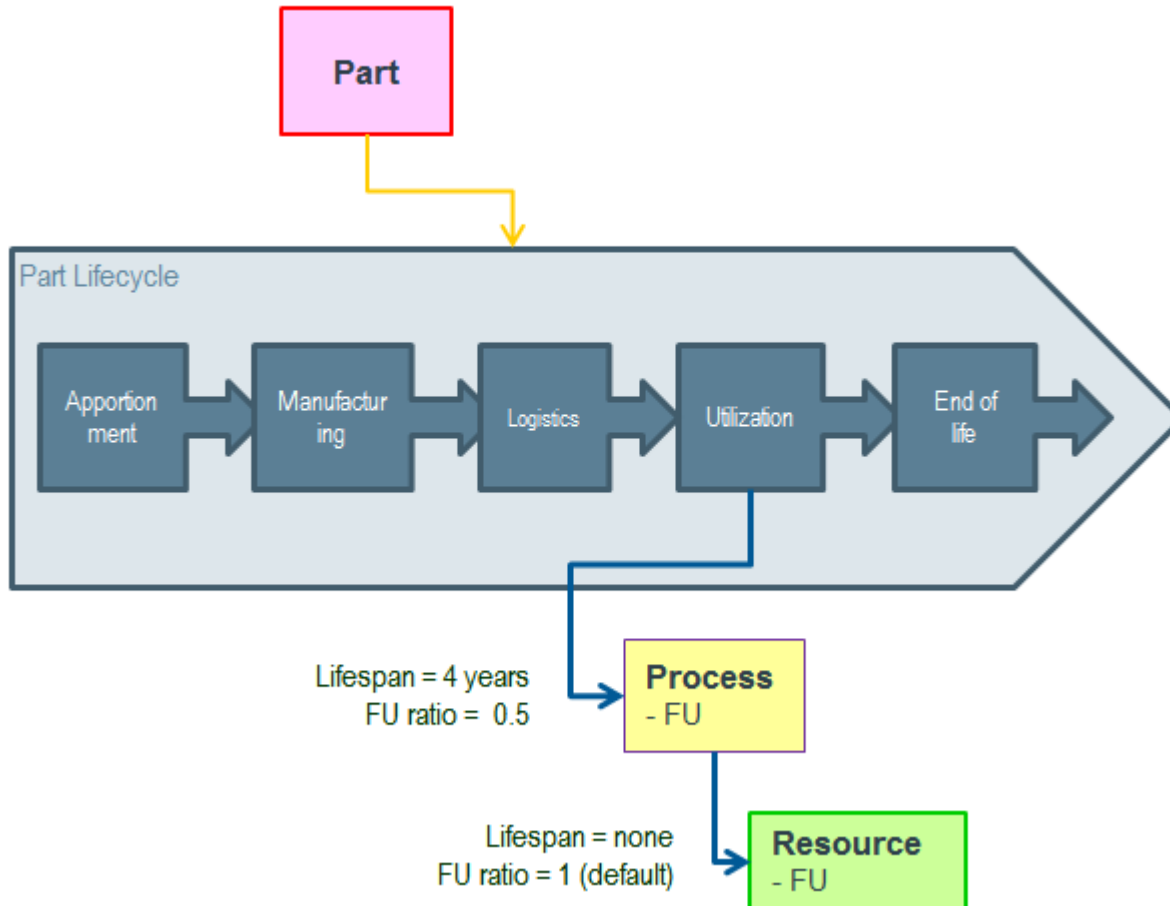 Part
Part Lifecycle
Apportion
ment
Manufactur
ing
Logistics
Utilization
End of
life
Lifespan = 4 years
FU ratio =  0.5
Process
- FU
Lifespan = none
FU ratio = 1 (default)
Resource
- FU